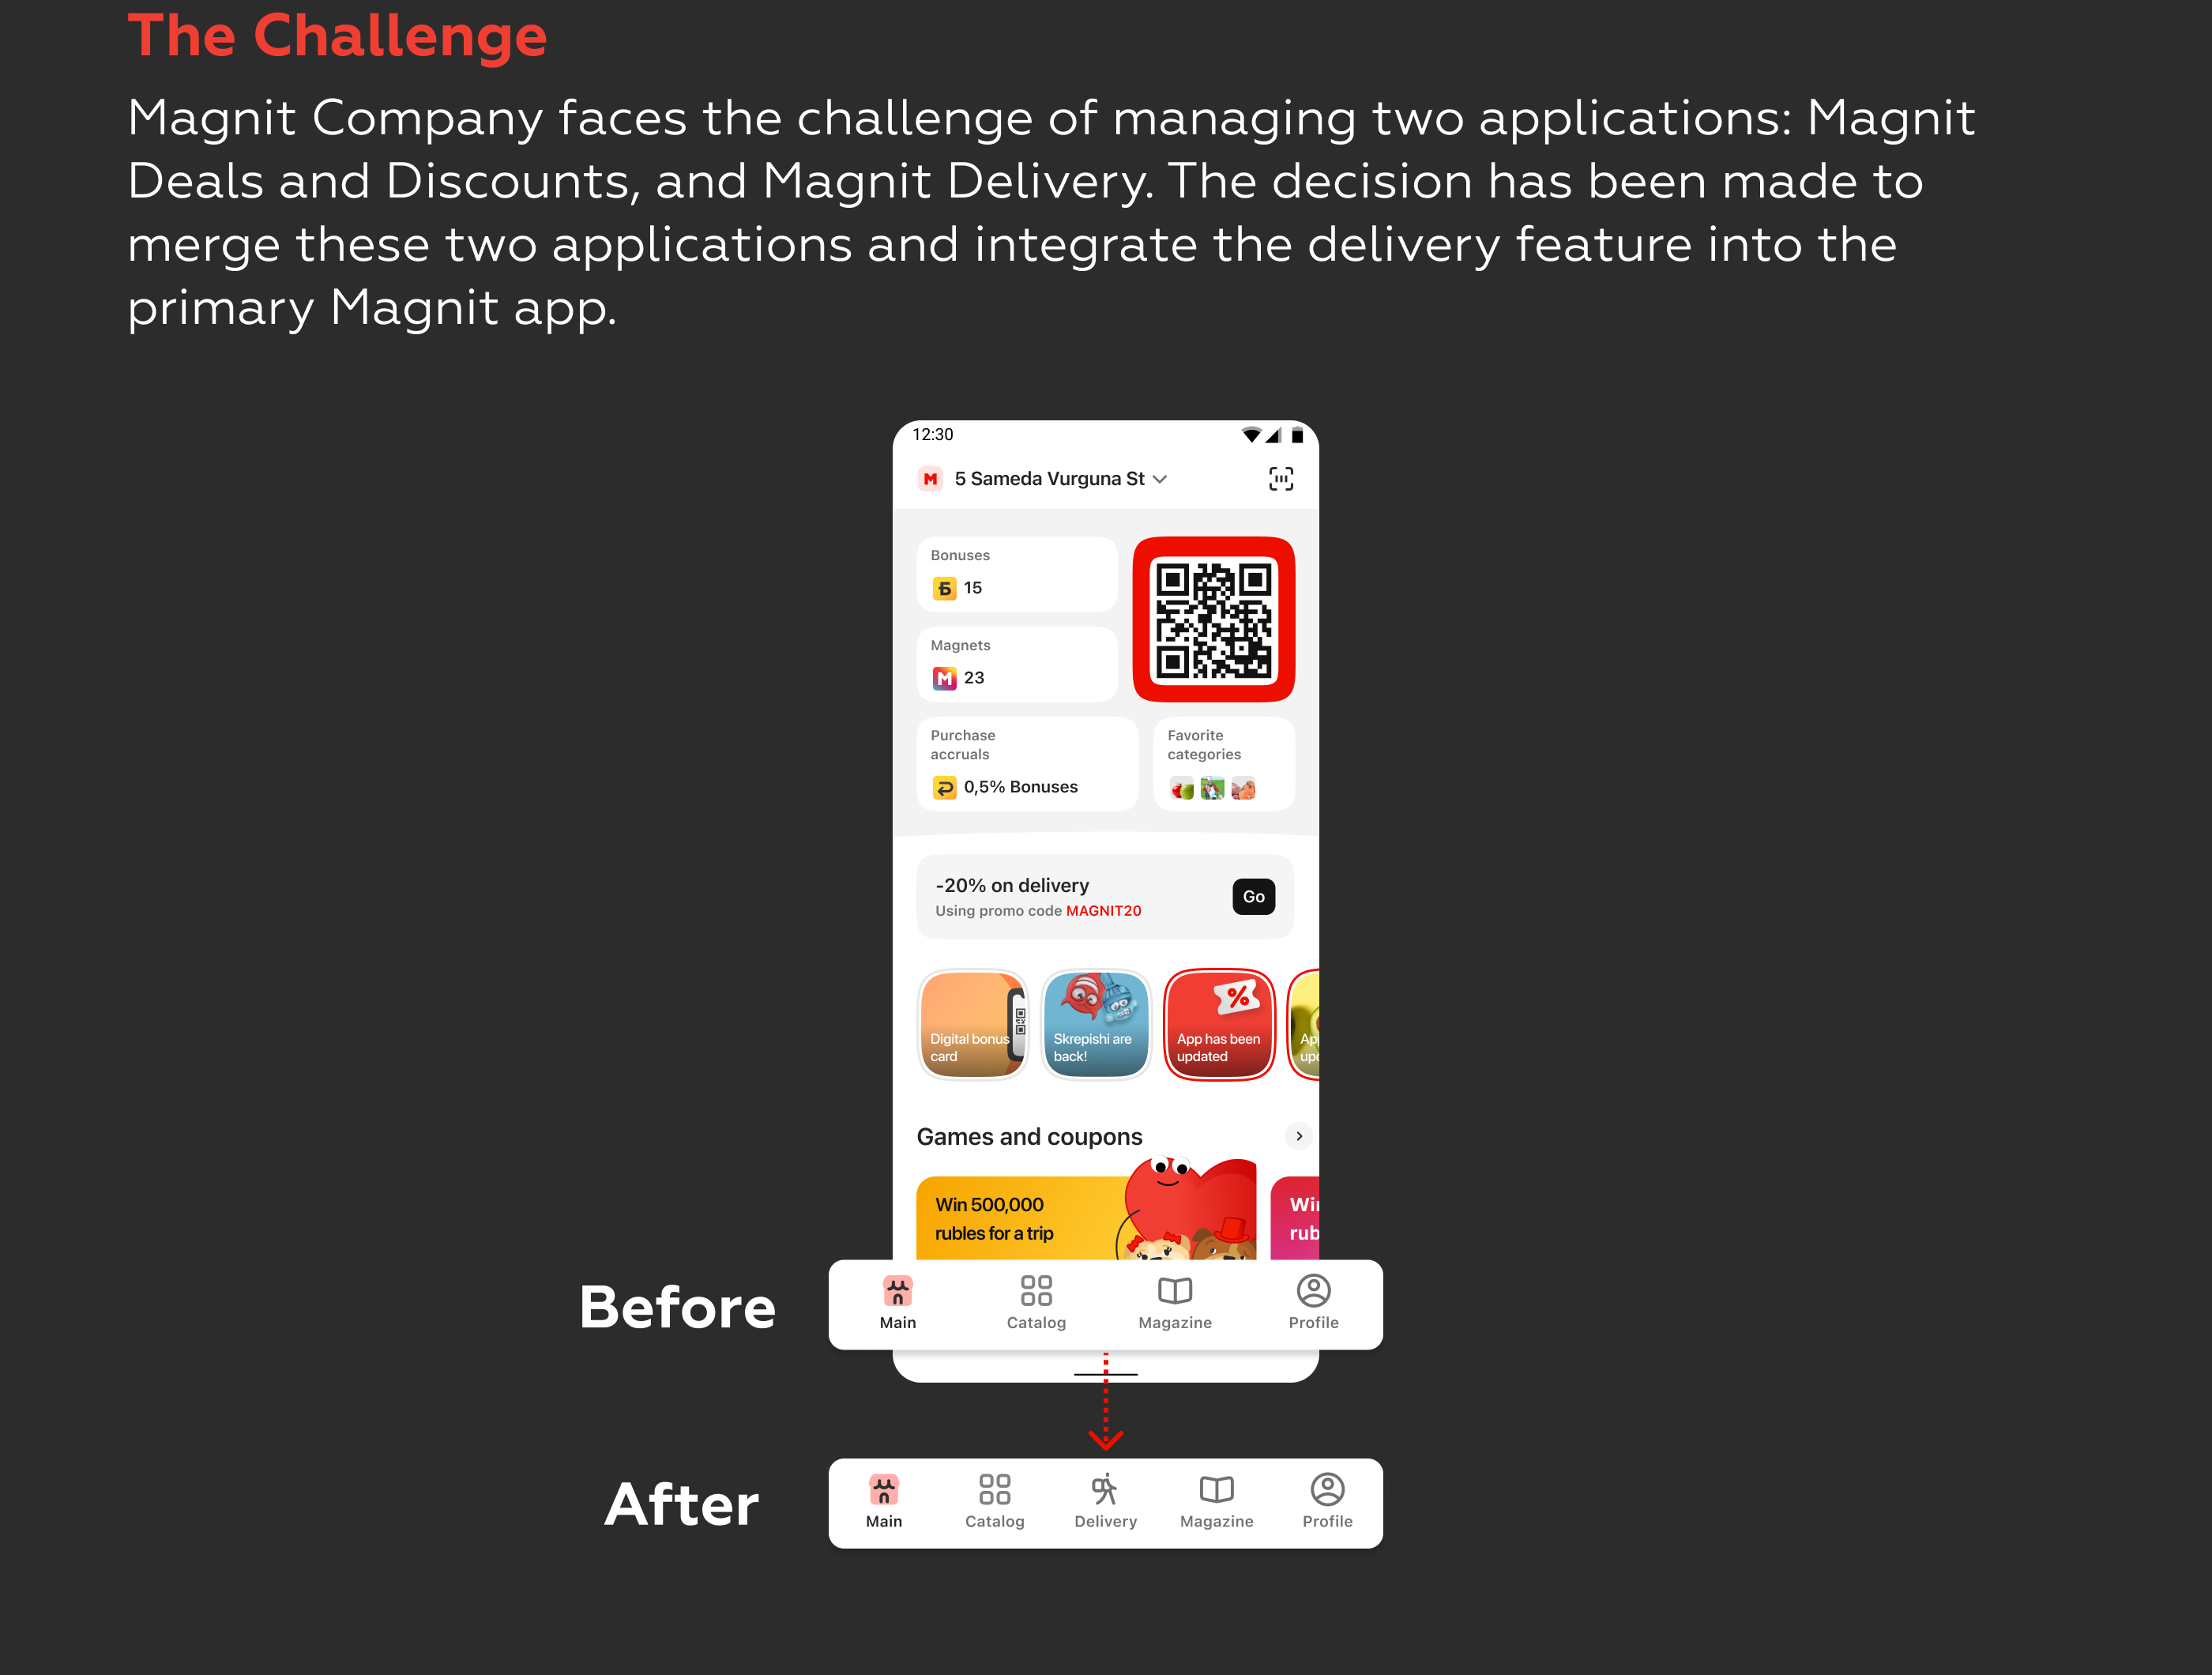 The Challenge
Magnit Company faces the challenge of managing two applications: Magnit
Deals and Discounts, and Magnit Delivery. The decision has been made to
merge these two applications and integrate the delivery feature into the
primary Magnit app.
12:30
M 5 Sameda Vurguna St
Bonuses
Б 15
Magnets
M 23
Purchase
accruals
0,5% Bonuses
Favorite
categories
-20% on delivery
Using promo code MAGNIT20
Go
Digital bonus
card
Skrepishi are
back!
%
App has been
updated
Games and coupons
Win 500,000
rubles for a trip
Before
Main
Catalog
Magazine
Profile
After
Main
Catalog
Delivery
Magazine
Profile